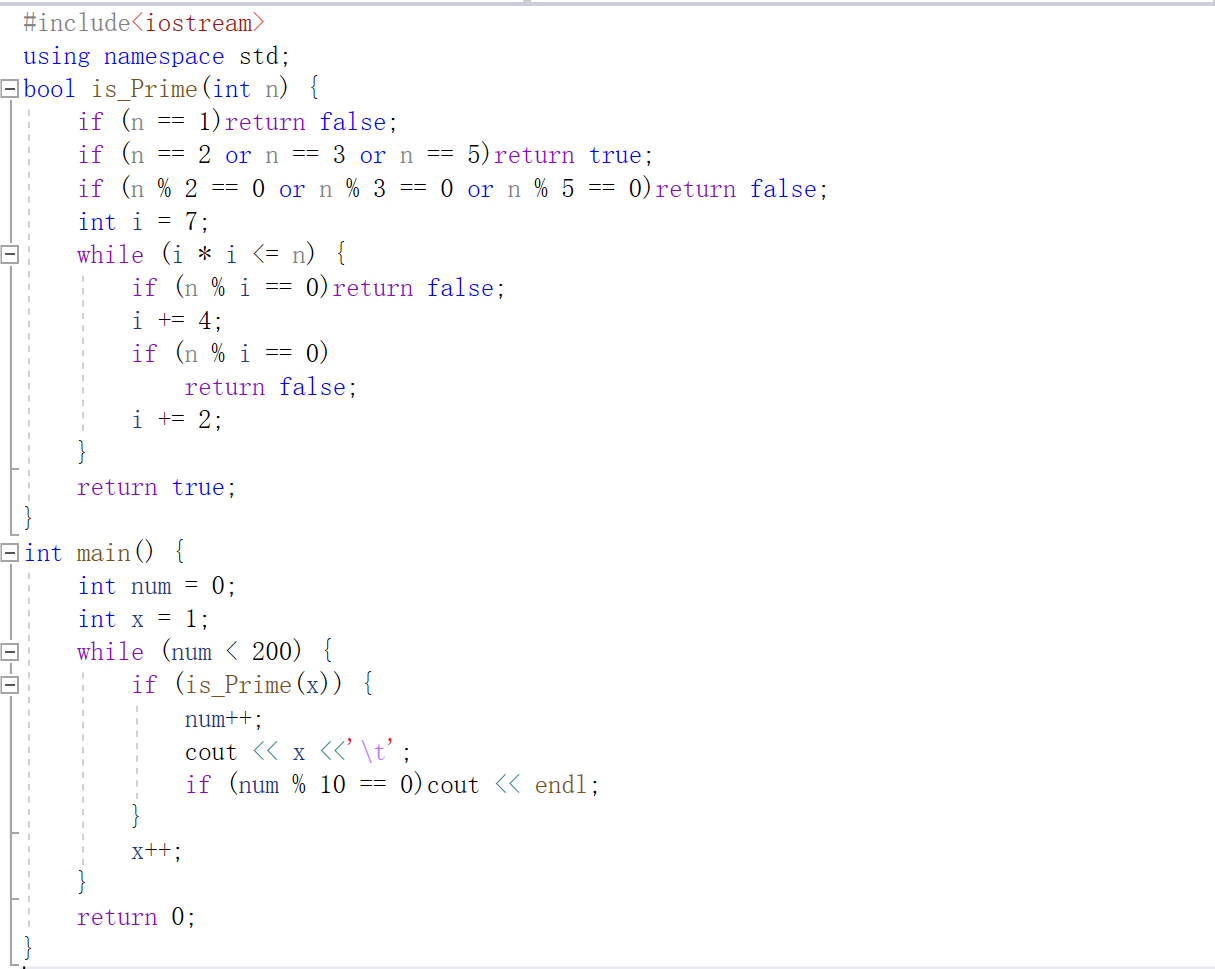 #include<iostream>
using namespace std;
bool is_Prime(int n) {
    if (n == 1)return false;
    if (n == 2 or n == 3 or n == 5)return true;
    if (n % 2 == 0 or n % 3 == 0 or n % 5 == 0)return false;
    int i = 7;
    while (i * i <= n) {
        if (n % i == 0)return false;
        i += 4;
        if (n % i == 0)
            return false;
        i += 2;
    }
    return true;
}
int main() {
    int num = 0;
    int x = 1;
    while (num < 200) {
        if (is_Prime(x)) {
            num++;
            cout << x <<'\t';
            if (num % 10 == 0)cout << endl;
        }
        x++;
    }
    return 0;
}